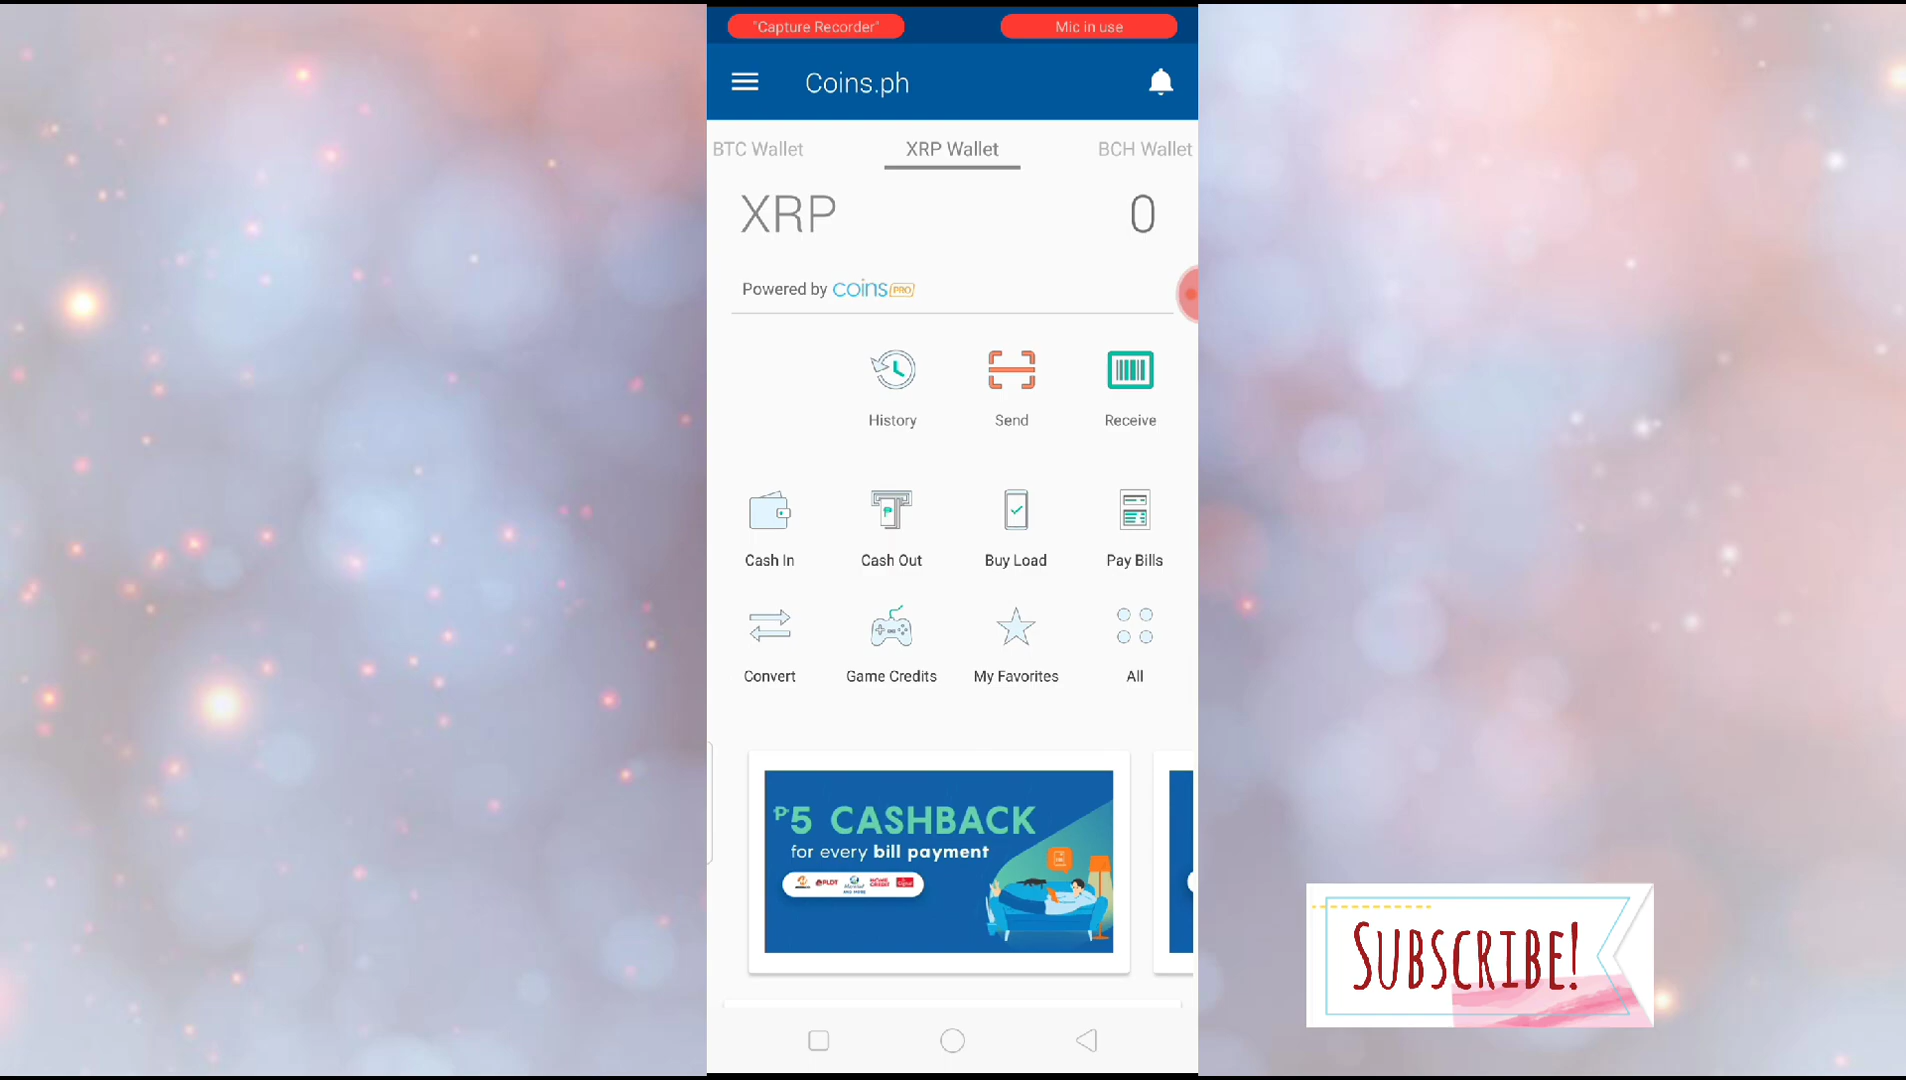 "Capture Recorder"
Mic in use
Coins.ph
BTC Wallet
XRP Wallet
BCH Wallet
XRP
0
Powered by coins PRO
History
Send
Receive
Cash In
Cash Out
Buy Load
Pay Bills
Convert
Game Credits
My Favorites
All
₱5 CASHBACK
for every bill payment
PLDT
SUBSCRIBE!